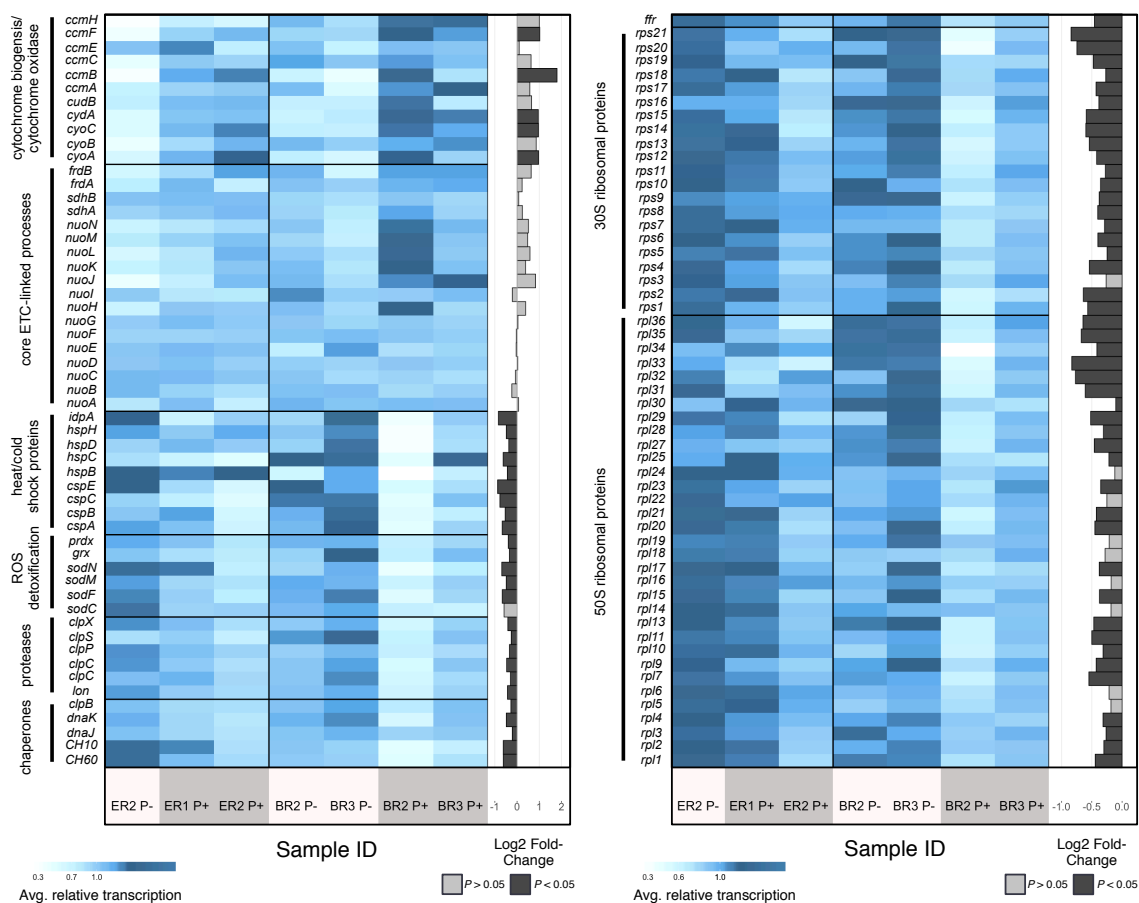 cytochrome biogensis/
cytochrome oxidase
ccmH
ccmF
ccmE
ccmC
ccmB
ccmA
cudB
cydA
cyoC
cyoB
cyoA
core ETC-linked processes
frdB
frdA
sdhB
sdhA
nuoN
nuoM
nuoL
nuoK
nuoJ
nuoI
nuoH
nuoG
nuoF
nuoE
nuoD
nuoC
nuoB
nuoA
heat/cold
shock proteins
idpA
hspH
hspD
hspC
hspB
cspE
cspC
cspB
cspA
ROS
detoxification
prdx
grx
sodN
sodM
sodF
sodC
proteases
clpX
clpS
clpP
clpC
clpC
lon
chaperones
clpB
dnaK
dnaJ
CH10
CH60
ER2 P- ER1 P+ ER2 P+ BR2 P- BR3 P- BR2 P+ BR3 P+ -1 0 1 2
Sample ID
Log2 Fold-
Change
0.3 0.7 1.0
Avg. relative transcription
P > 0.05 P < 0.05
ffr
30S ribosomal proteins
rps21
rps20
rps19
rps18
rps17
rps16
rps15
rps14
rps13
rps12
rps11
rps10
rps9
rps8
rps7
rps6
rps5
rps4
rps3
rps2
rps1
50S ribosomal proteins
rpl36
rpl35
rpl34
rpl33
rpl32
rpl31
rpl30
rpl29
rpl28
rpl27
rpl25
rpl24
rpl23
rpl22
rpl21
rpl20
rpl19
rpl18
rpl17
rpl16
rpl15
rpl14
rpl13
rpl11
rpl10
rpl9
rpl7
rpl6
rpl5
rpl4
rpl3
rpl2
rpl1
ER2 P- ER1 P+ ER2 P+ BR2 P- BR3 P- BR2 P+ BR3 P+ -1.0 -0.5 0.0
Sample ID
Log2 Fold-
Change
0.3 0.6 1.0
Avg. relative transcription
P > 0.05 P < 0.05